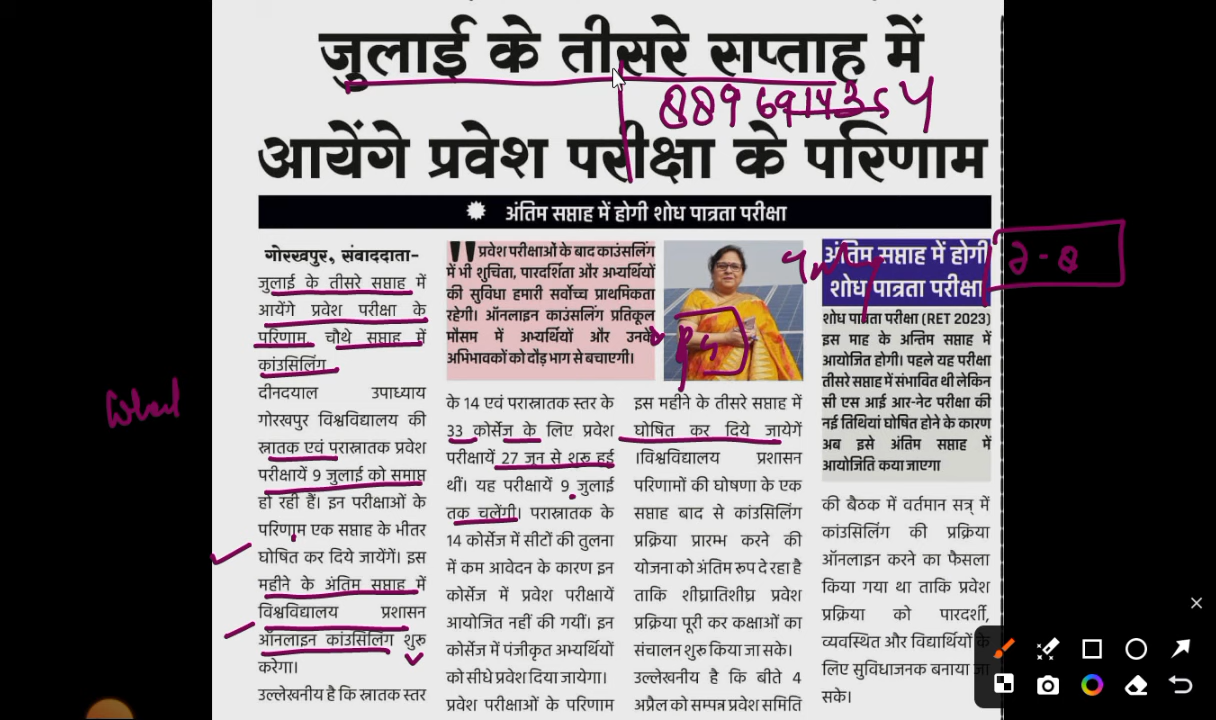 जुलाई के तीसरे सप्ताह में
8896914354
आयेंगे प्रवेश परीक्षा के परिणाम
अंतिम सप्ताह में होगी शोध पात्रता परीक्षा
गोरखपुर, संवाददाता-
जुलाई के तीसरे सप्ताह में
आयेंगे प्रवेश परीक्षा के
परिणाम, चौथे सप्ताह में
कांउसिलिंग
दीनदयाल उपाध्याय
गोरखपुर विश्वविद्यालय की
स्नातक एवं परास्नातक प्रवेश
परीक्षायें 9 जुलाई को समाप्त
हो रही हैं। इन परीक्षाओं के
परिणाम एक सप्ताह के भीतर
घोषित कर दिये जायेंगें। इस
महीने के अंतिम सप्ताह में
विश्वविद्यालय प्रशासन
ऑनलाइन कांउसिलिंग शुरू
करेगा।
उल्लेखनीय है कि स्नातक स्तर
प्रवेश परीक्षाओं के बाद काउंसलिंग
में भी शुचिता, पारदर्शिता और अभ्यर्थियों
की सुविधा हमारी सर्वोच्च प्राथमिकता
रहेगी। ऑनलाइन काउंसलिंग प्रतिकूल
मौसम में अभ्यर्थियों और उनके
अभिभावकों को दौड़ भाग से बचाएगी।
के 14 एवं परास्नातक स्तर के
33 कोर्सेज के लिए प्रवेश
परीक्षायें 27 जून से शुरू हुई
थीं। यह परीक्षायें 9 जुलाई
तक चलेंगी। परास्नातक के
14 कोर्सेज में सीटों की तुलना
में कम आवेदन के कारण इन
कोर्सेज में प्रवेश परीक्षायें
आयोजित नहीं की गयीं। इन
कोर्सेज में पंजीकृत अभ्यर्थियों
को सीधे प्रवेश दिया जायेगा।
प्रवेश परीक्षाओं के परिणाम
इस महीने के तीसरे सप्ताह में
घोषित कर दिये जायेगें
।विश्वविद्यालय प्रशासन
परिणामों की घोषणा के एक
सप्ताह बाद से कांउसिलिंग
प्रक्रिया प्रारम्भ करने की
योजना को अंतिम रूप दे रहा है
ताकि शीघ्रातिशीघ्र प्रवेश
प्रक्रिया पूरी कर कक्षाओं का
संचालन शुरू किया जा सके।
उल्लेखनीय है कि बीते 4
अप्रैल को सम्पन्न प्रवेश समिति
अंतिम सप्ताह में होगी
शोध पात्रता परीक्षा
शोध पात्रता परीक्षा (RET 2023)
इस माह के अन्तिम सप्ताह में
आयोजित होगी। पहले यह परीक्षा
तीसरे सप्ताह में संभावित थी लेकिन
सी एस आई आर-नेट परीक्षा की
नई तिथियां घोषित होने के कारण
अब इसे अंतिम सप्ताह में
आयोजिति कया जाएगा
की बैठक में वर्तमान सत्र् में
कांउसिलिंग की प्रक्रिया
ऑनलाइन करने का फैसला
किया गया था ताकि प्रवेश
प्रक्रिया को पारदर्शी,
व्यवस्थित और विद्यार्थियों के
लिए सुविधाजनक बनाया जा
सके।